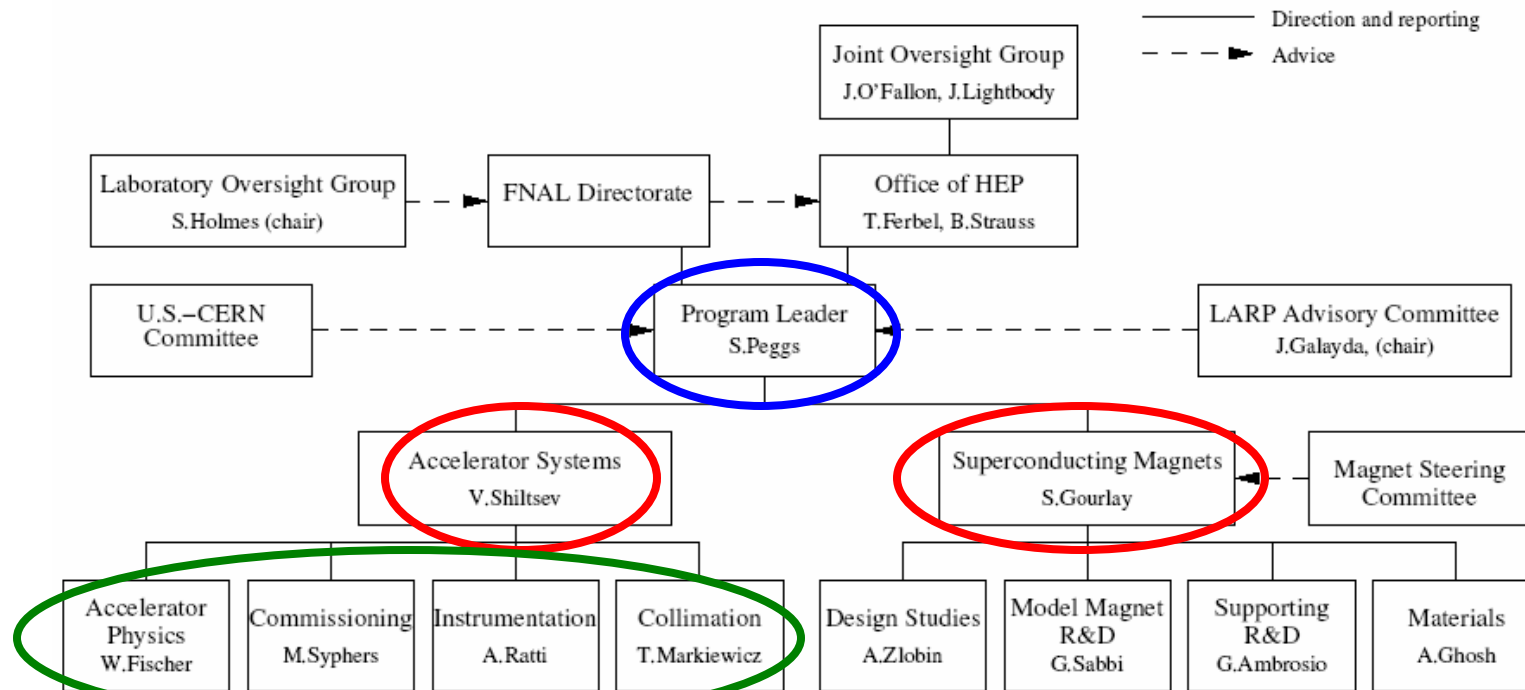 Direction and reporting
Advice
Joint Oversight Group
J.O'Fallon, J.Lightbody
Laboratory Oversight Group
S.Holmes (chair)
FNAL Directorate
Office of HEP
T.Ferbel, B.Strauss
U.S.−CERN
Committee
Program Leader
S.Peggs
LARP Advisory Committee
J.Galayda, (chair)
Accelerator Systems
V.Shiltsev
Superconducting Magnets
S.Gourlay
Magnet Steering
Committee
Accelerator
Physics
W.Fischer
Commissioning
M.Syphers
Instrumentation
A.Ratti
Collimation
T.Markiewicz
Design Studies
A.Zlobin
Model Magnet
R&D
G.Sabbi
Supporting
R&D
G.Ambrosio
Materials
A.Ghosh